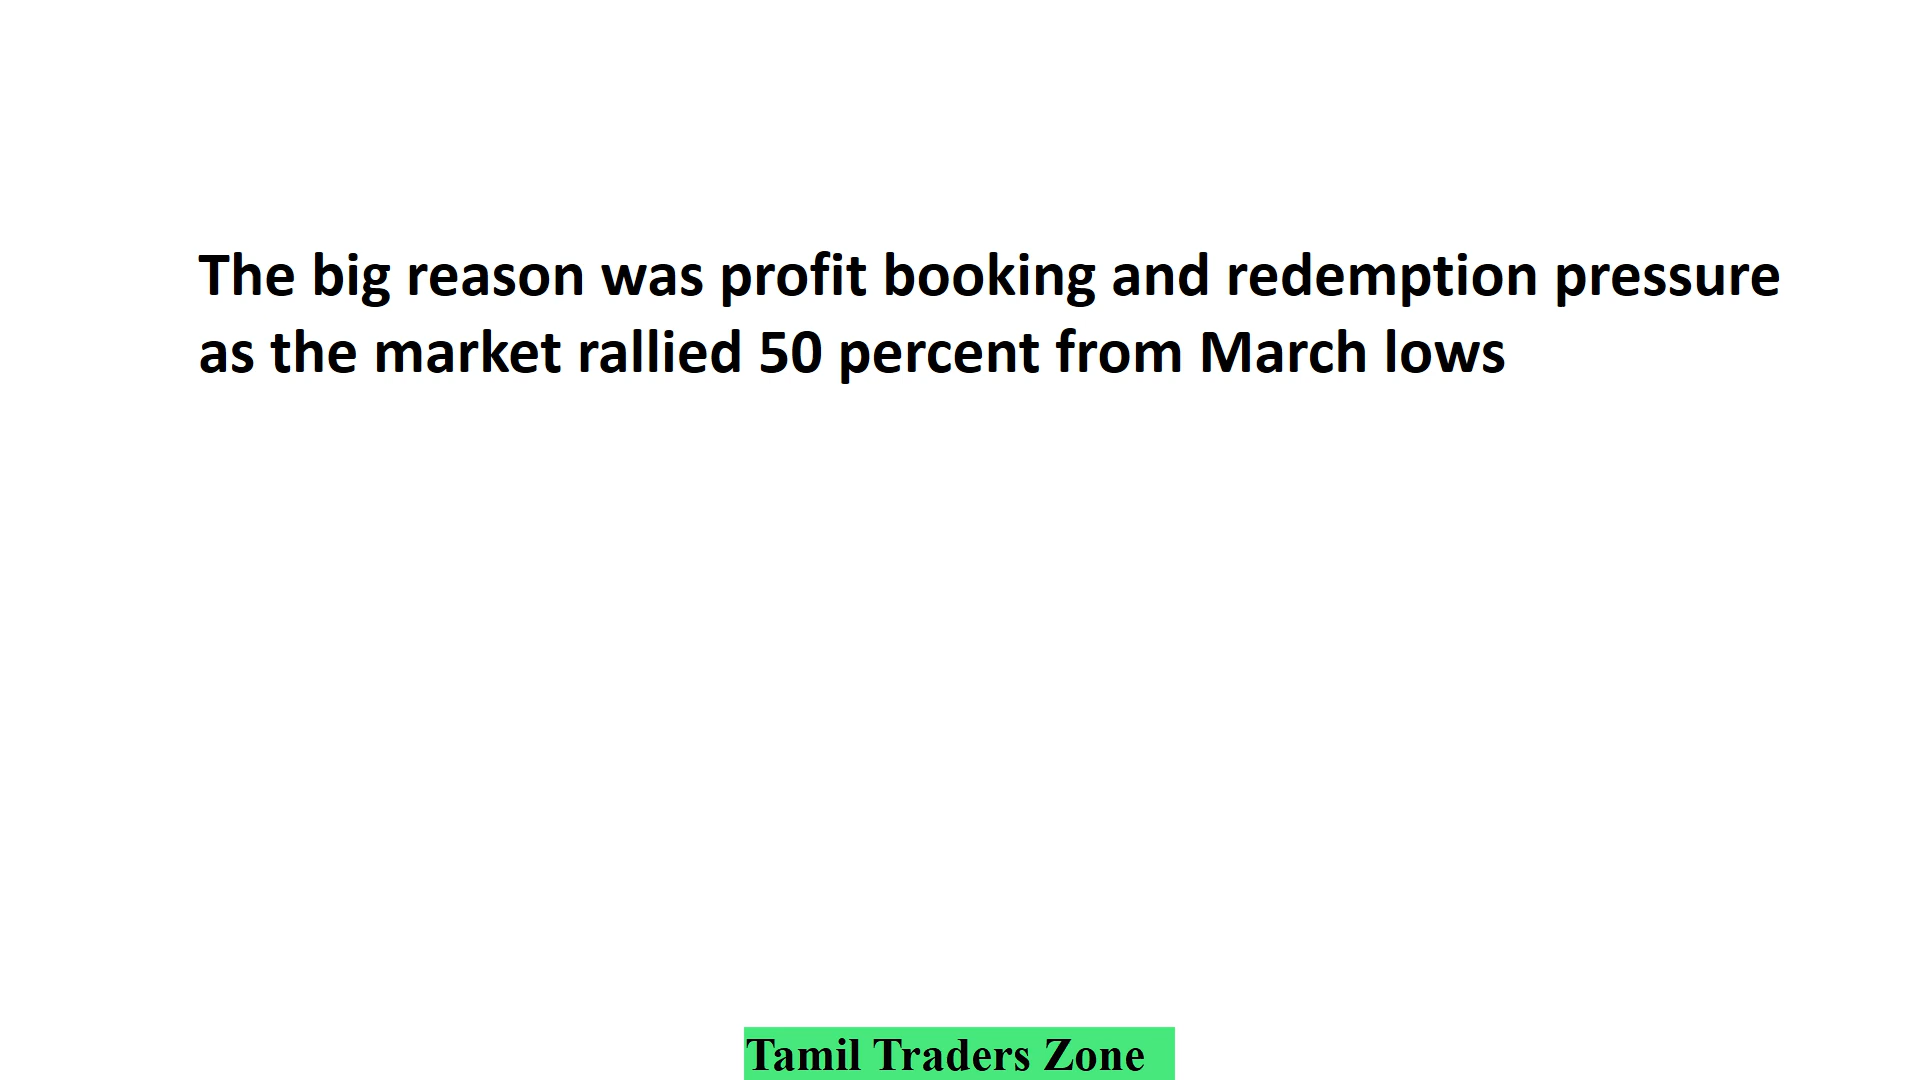 The big reason was profit booking and redemption pressure
as the market rallied 50 percent from March lows
Tamil Traders Zone